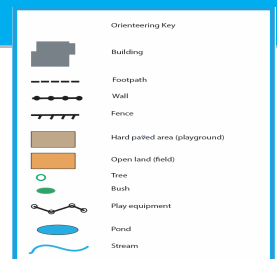 Orienteering Key
Building
Footpath
Wall
Fence
Hard paved area (playground)
Open land (field)
Tree
Bush
Play equipment
Pond
Stream